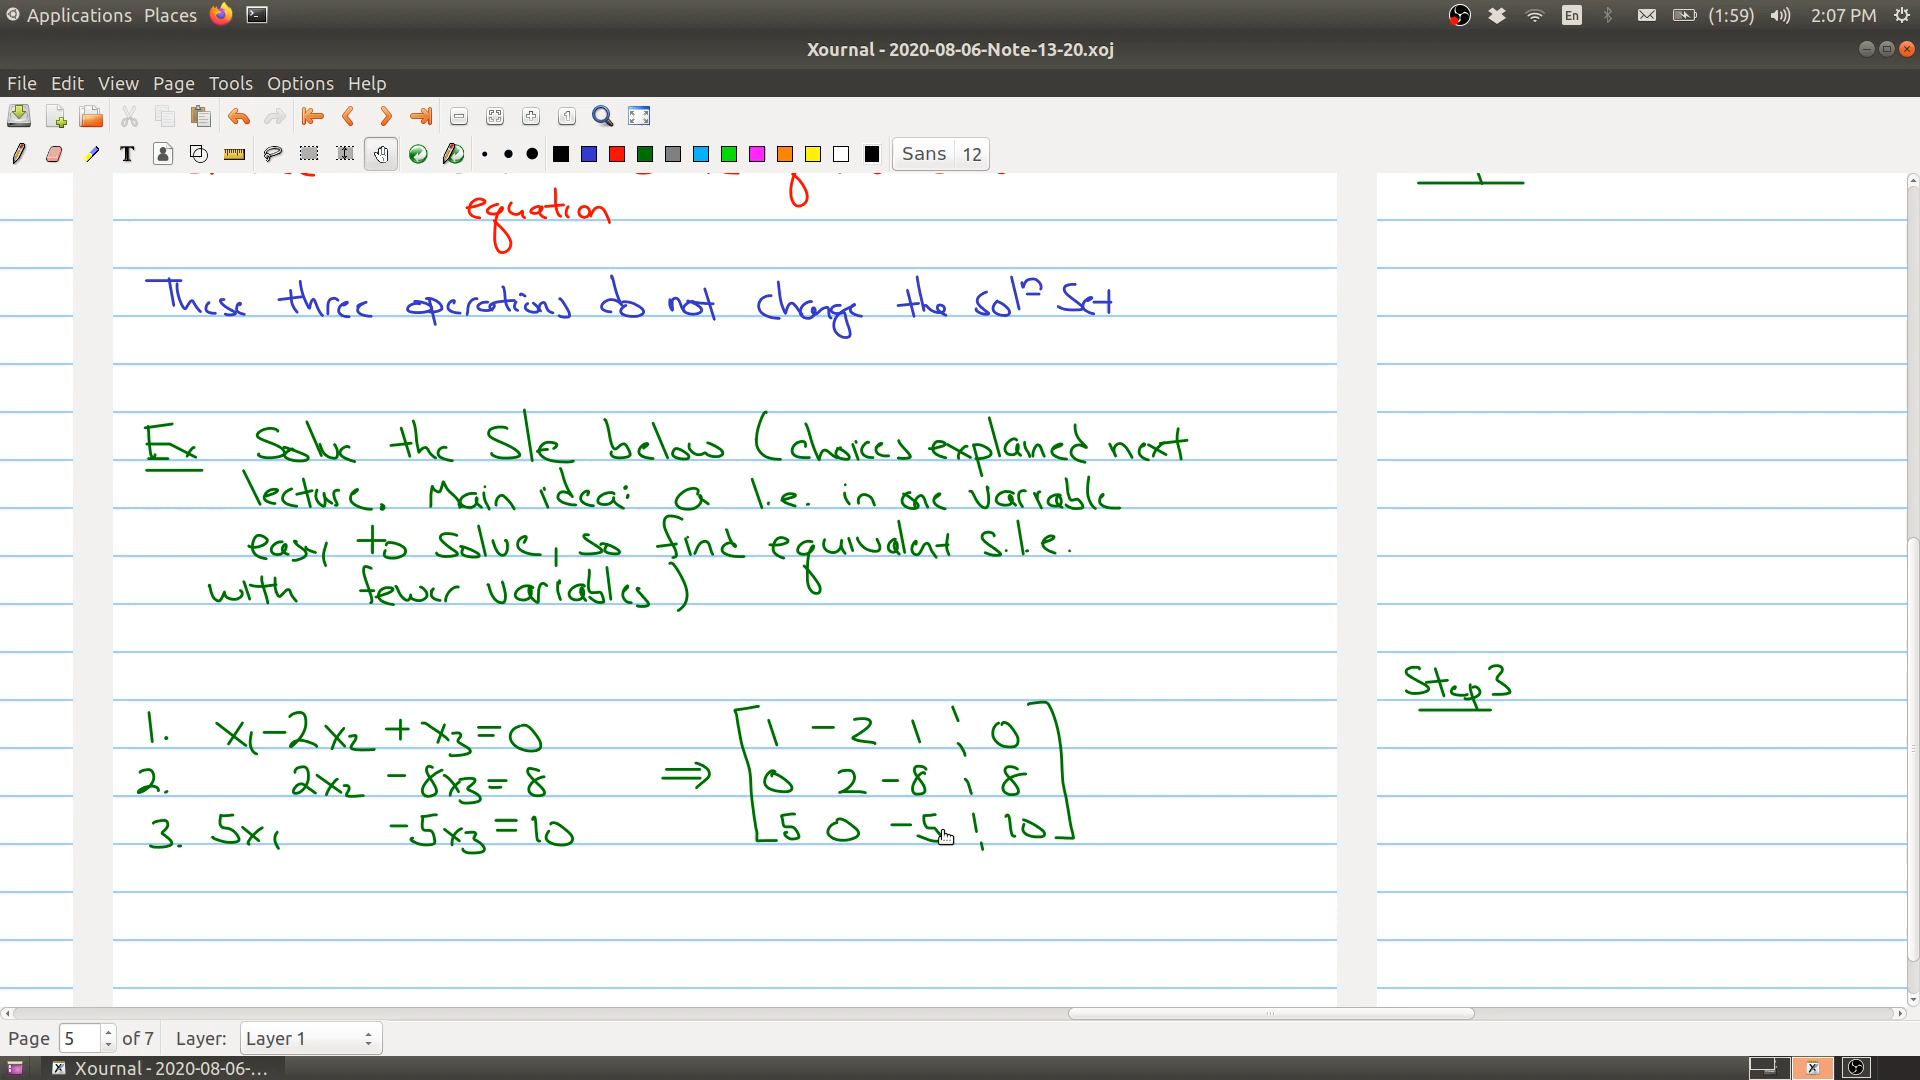 Applications Places En (1:59) 2:07 PM
Xournal - 2020-08-06-Note-13-20.xoj
File Edit View Page Tools Options Help
T Sans 12
equation
These three operations do not change the solⁿ set
Ex Solve the Sle below (choices explained next
lecture. Main idea: a l.e. in one variable
easy to solve, so find equivalent s.l.e.
with fewer variables)
1. x₁ - 2x₂ + x₃ = 0 ⇒ [1 -2 1 ¦ 0
2. 2x₂ - 8x₃ = 8 0 2 -8 ¦ 8
3. 5x₁ - 5x₃ = 10 5 0 -5 ¦ 10]
Step 3
Page 5 of 7 Layer: Layer 1
Xournal - 2020-08-06-...